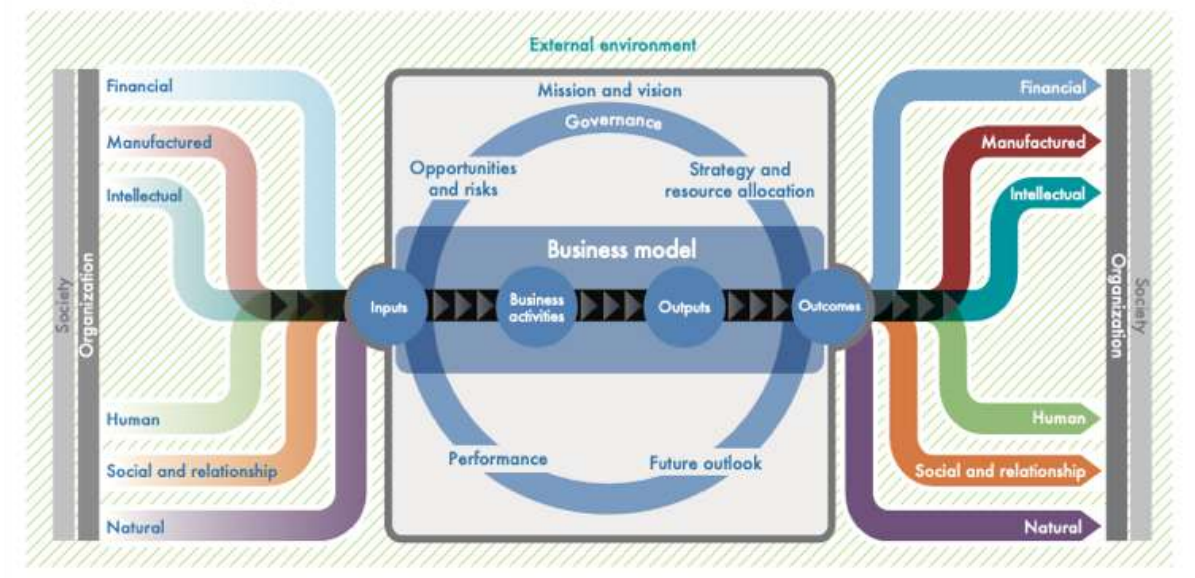 External environment
Society
Organization
Financial
Manufactured
Intellectual
Human
Social and relationship
Natural
Mission and vision
Governance
Opportunities
and risks
Strategy and
resource allocation
Business model
Inputs
Business
activities
Outputs
Outcomes
Performance
Future outlook
Financial
Manufactured
Intellectual
Human
Social and relationship
Natural
Organization
Society